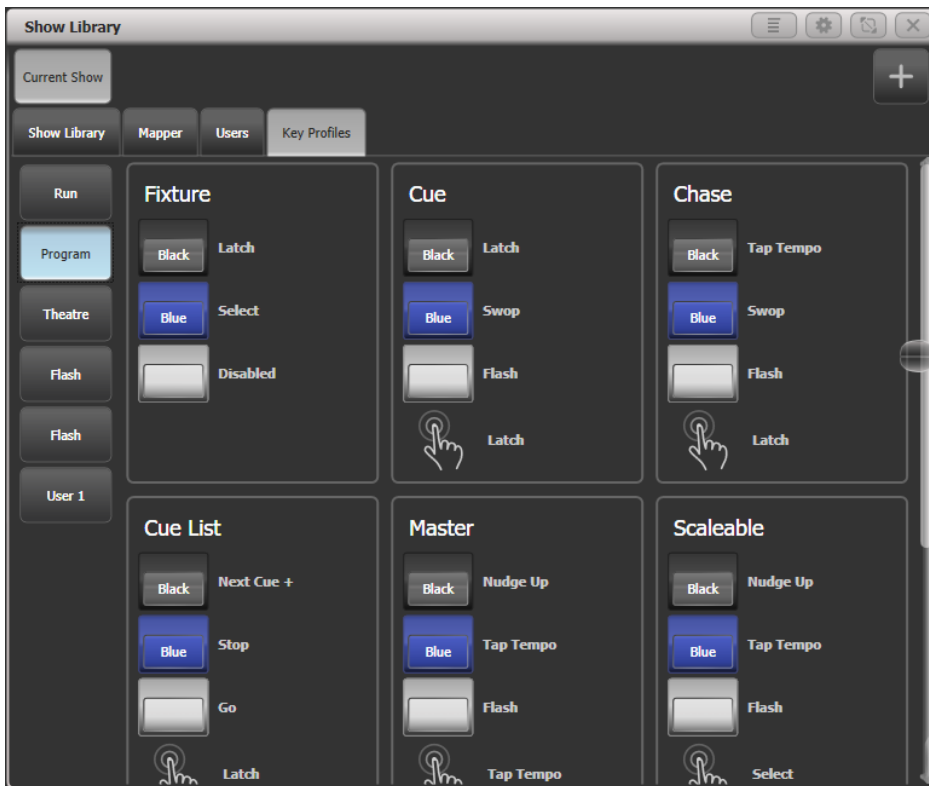 Show Library
Current Show
Show Library Mapper Users Key Profiles
Run
Program
Theatre
Flash
Flash
User 1
Fixture
Black Latch
Blue Select
Disabled
Cue
Black Latch
Blue Swop
Flash
Latch
Chase
Black Tap Tempo
Blue Swop
Flash
Latch
Cue List
Black Next Cue +
Blue Stop
Go
Latch
Master
Black Nudge Up
Blue Tap Tempo
Flash
Tap Tempo
Scaleable
Black Nudge Up
Blue Tap Tempo
Flash
Select